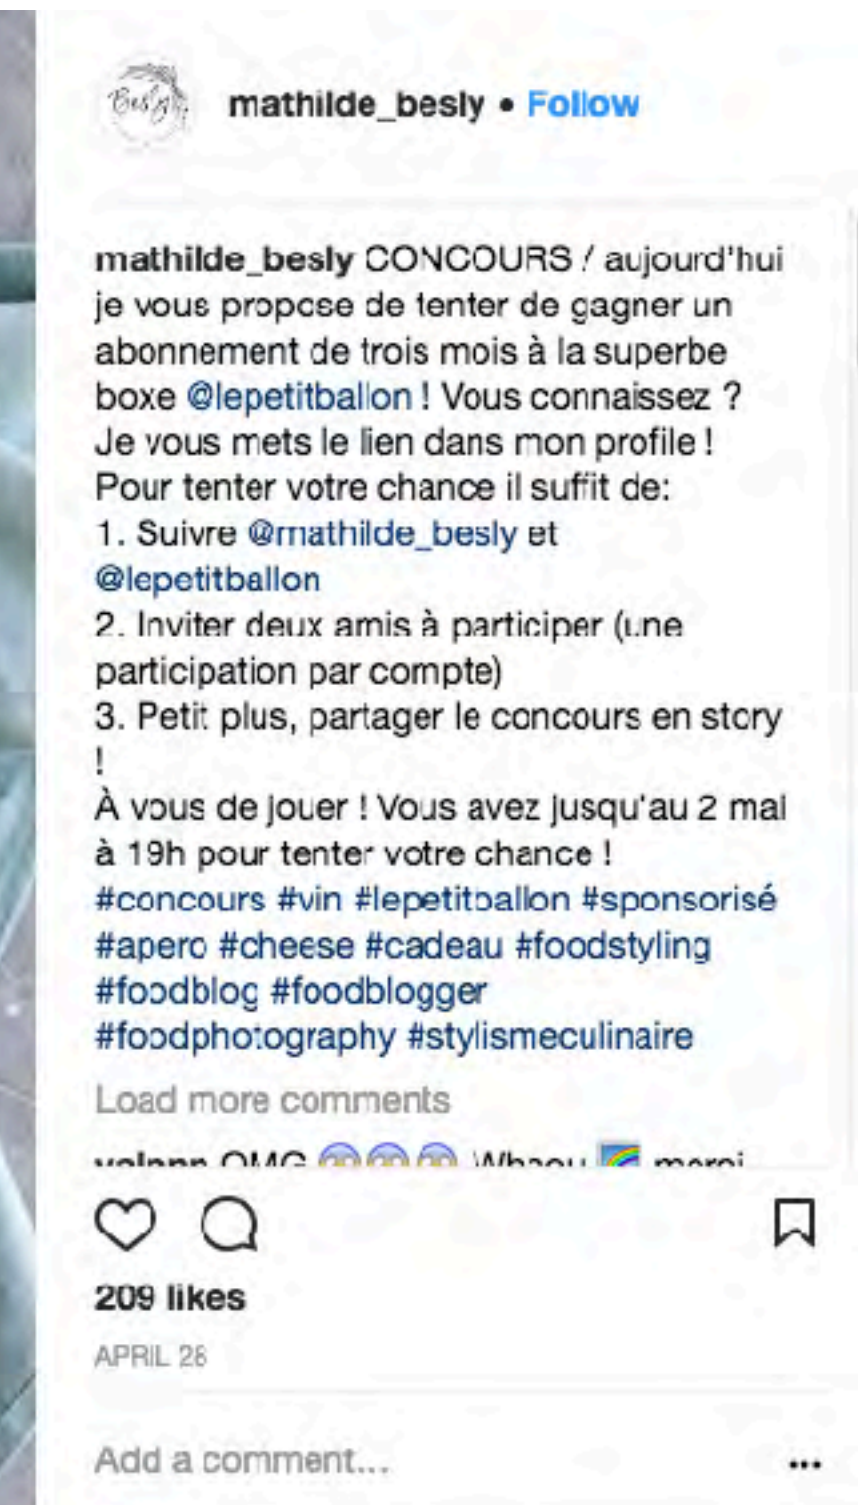 Besly
mathilde_besly • Follow
mathilde_besly CONCOURS / aujourd'hui
je vous propose de tenter de gagner un
abonnement de trois mois à la superbe
boxe @lepetitballon ! Vous connaissez ?
Je vous mets le lien dans mon profile !
Pour tenter votre chance il suffit de:
1. Suivre @mathilde_besly et
@lepetitballon
2. Inviter deux amis à participer (une
participation par compte)
3. Petit plus, partager le concours en story
!
À vous de jouer ! Vous avez jusqu'au 2 mai
à 19h pour tenter votre chance !
#concours #vin #lepetitballon #sponsorisé
#apero #cheese #cadeau #foodstyling
#foodblog #foodblogger
#foodphotography #stylismeculinaire
Load more comments
OMG 😱😱😱 Whaou 🌈 merci
209 likes
APRIL 28
Add a comment...